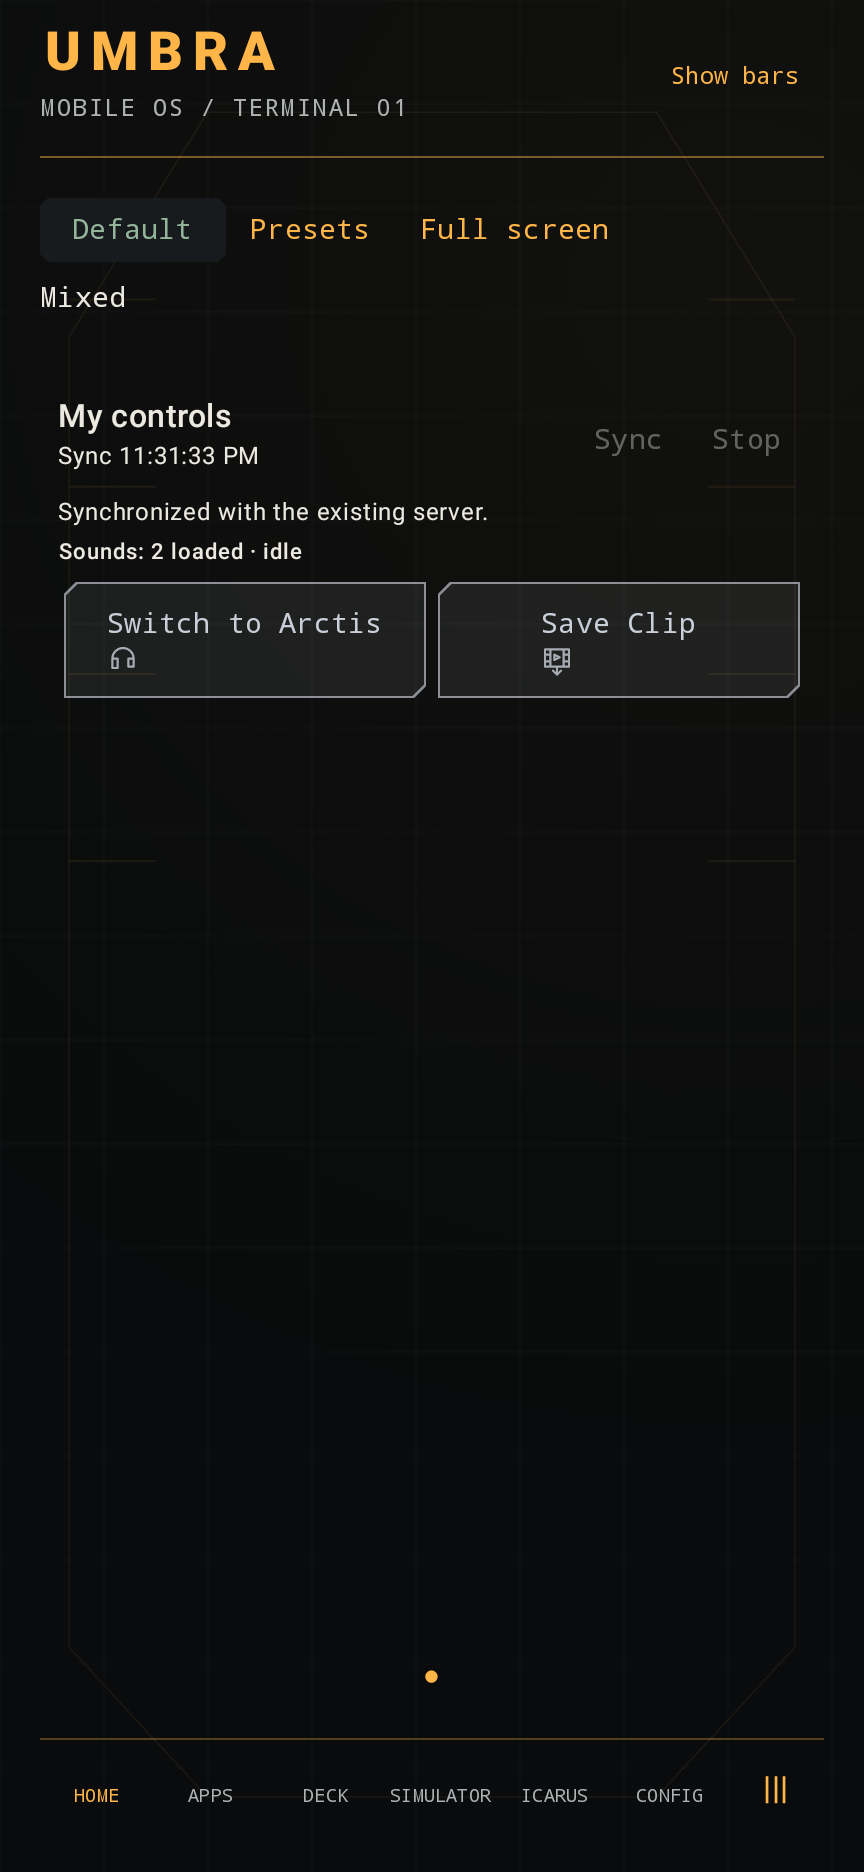 UMBRA
Show bars
MOBILE OS / TERMINAL 01
Default Presets Full screen
Mixed
My controls
Sync Stop
Sync 11:31:33 PM
Synchronized with the existing server.
Sounds: 2 loaded · idle
Switch to Arctis Save Clip
HOME APPS DECK SIMULATOR ICARUS CONFIG